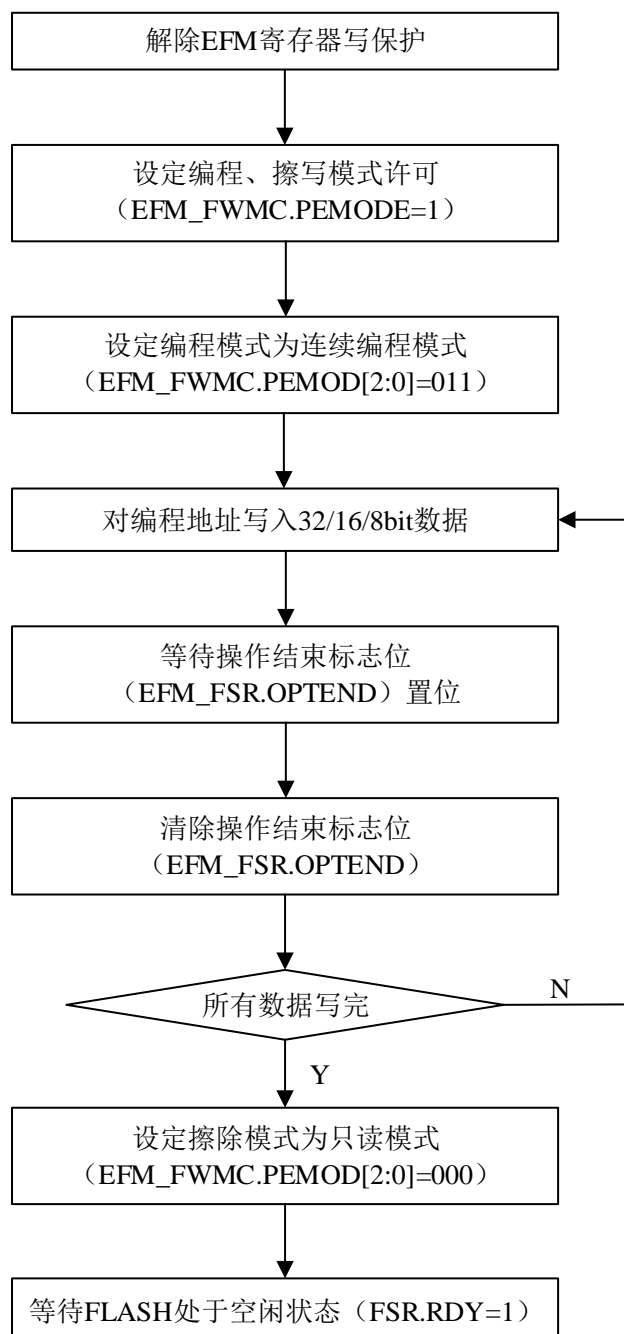 解除EFM寄存器写保护
设定编程、擦写模式许可
（EFM_FWMC.PEMODE=1）
设定编程模式为连续编程模式
（EFM_FWMC.PEMOD[2:0]=011）
对编程地址写入32/16/8bit数据
等待操作结束标志位
（EFM_FSR.OPTEND）置位
清除操作结束标志位
（EFM_FSR.OPTEND）
所有数据写完
N
Y
设定擦除模式为只读模式
（EFM_FWMC.PEMOD[2:0]=000）
等待FLASH处于空闲状态（FSR.RDY=1）